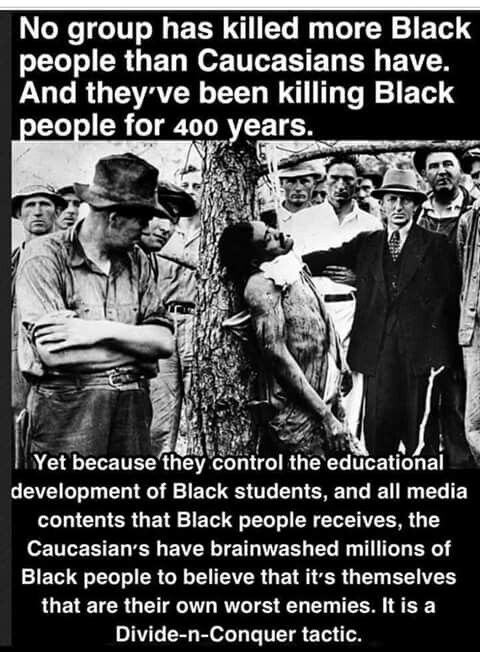 No group has killed more Black
people than Caucasians have.
And they've been killing Black
people for 400 years.
Yet because they control the educational
development of Black students, and all media
contents that Black people receives, the
Caucasian's have brainwashed millions of
Black people to believe that it's themselves
that are their own worst enemies. It is a
Divide-n-Conquer tactic.